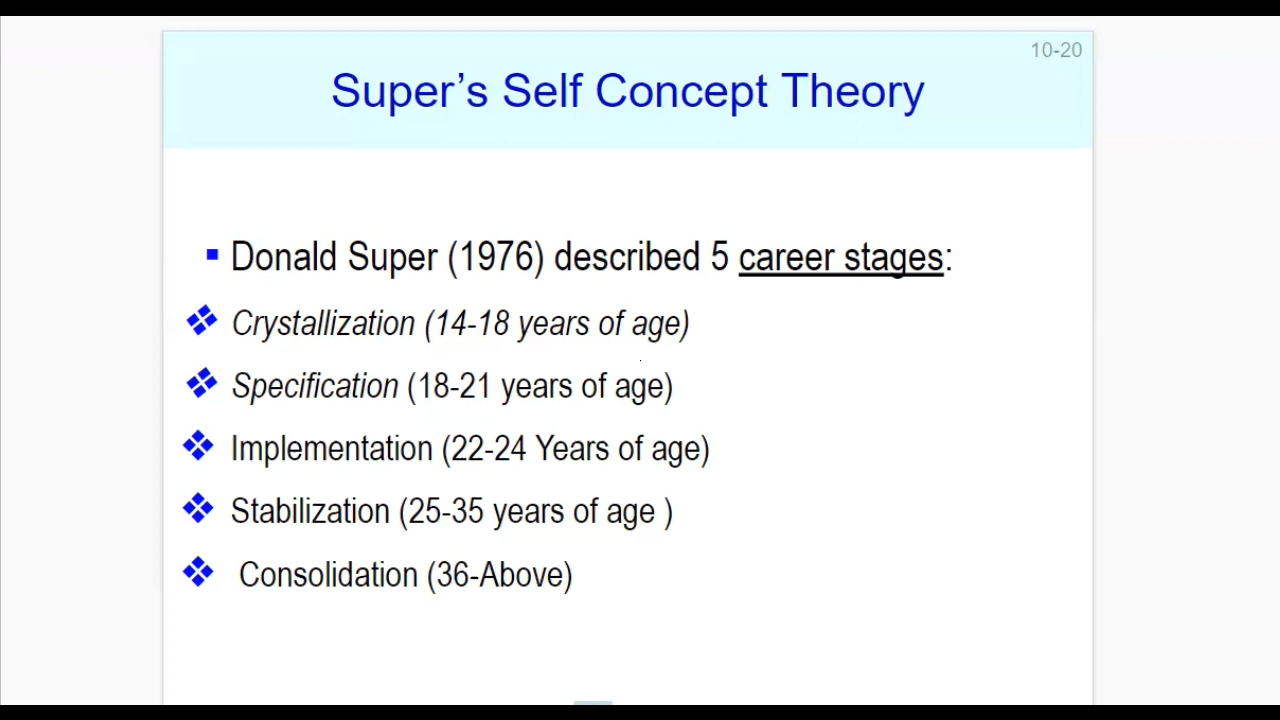 10-20
Super's Self Concept Theory
Donald Super (1976) described 5 career stages:
Crystallization (14-18 years of age)
Specification (18-21 years of age)
Implementation (22-24 Years of age)
Stabilization (25-35 years of age )
Consolidation (36-Above)